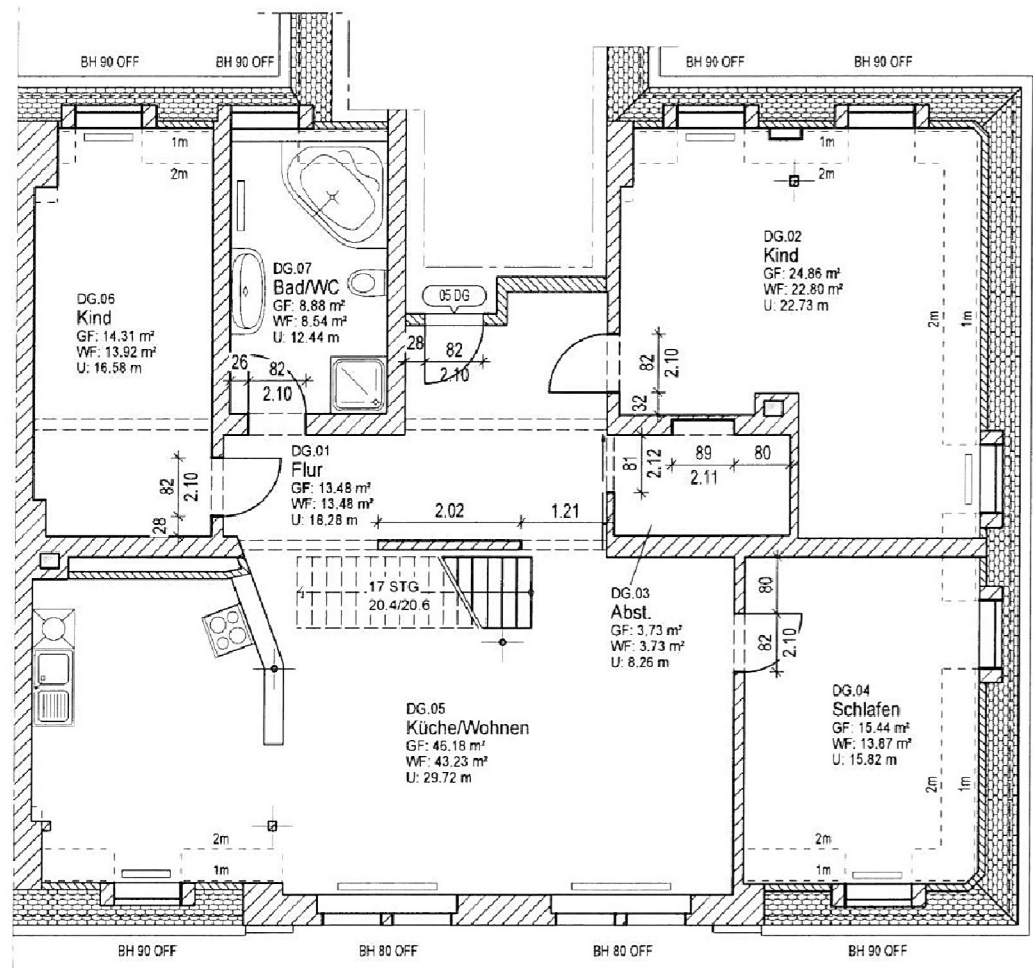 BH 90 OFF
BH 90 OFF
BH 90 OFF
BH 90 OFF
1m
2m
1m
2m
DG.06
Kind
GF: 14.31 m²
WF: 13.92 m²
U: 16.58 m
DG.07
Bad/WC
GF: 8.88 m²
WF: 8.54 m²
U: 12.44 m
26
82
2.10
05 DG
28
82
2.10
DG.02
Kind
GF: 24.86 m²
WF: 22.80 m²
U: 22.73 m
2m
1m
82
2.10
32
DG.01
Flur
GF: 13.48 m²
WF: 13.48 m²
U: 18.28 m
82
2.10
28
2.02
1.21
81
2.12
89
2.11
80
17 STG
20.4/20.6
DG.03
Abst.
GF: 3.73 m²
WF: 3.73 m²
U: 8.26 m
80
82
2.10
DG.05
Küche/Wohnen
GF: 46.18 m²
WF: 43.23 m²
U: 29.72 m
DG.04
Schlafen
GF: 15.44 m²
WF: 13.87 m²
U: 15.82 m
2m
1m
2m
1m
2m
1m
BH 90 OFF
BH 80 OFF
BH 80 OFF
BH 90 OFF